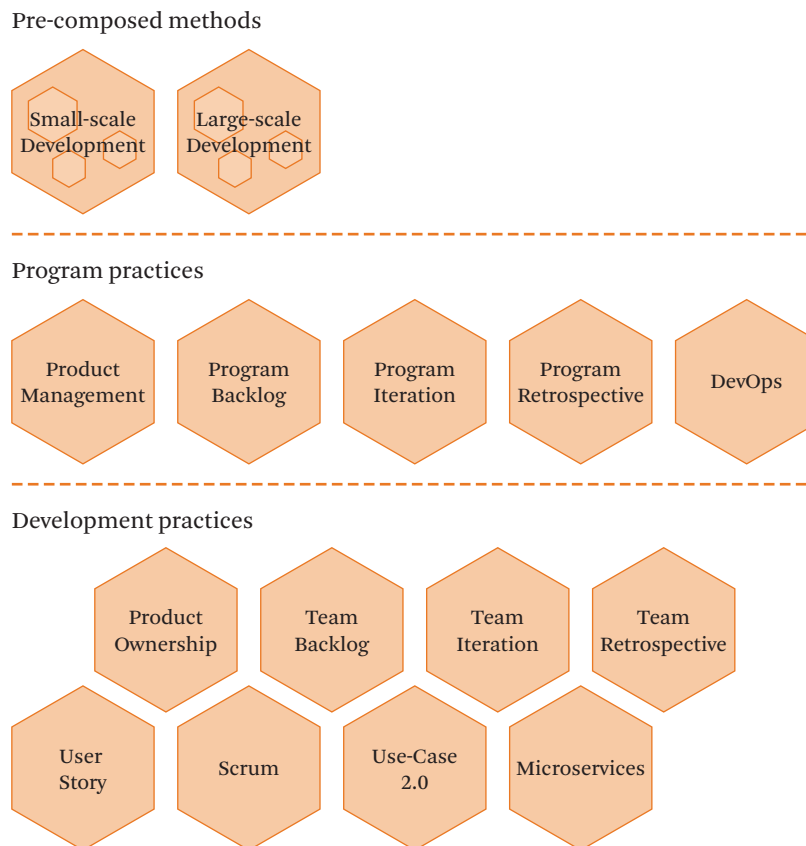 Pre-composed methods
Small-scale
Development
Large-scale
Development
Program practices
Product
Management
Program
Backlog
Program
Iteration
Program
Retrospective
DevOps
Development practices
Product
Ownership
Team
Backlog
Team
Iteration
Team
Retrospective
User
Story
Scrum
Use-Case
2.0
Microservices